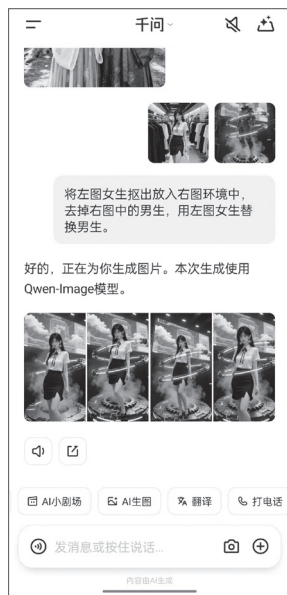 千问
将左图女生抠出放入右图环境中，
去掉右图中的男生，用左图女生替
换男生。
好的，正在为你生成图片。本次生成使用
Qwen-Image模型。
AI小剧场
AI生图
翻译
打电话
发消息或按住说话...
内容由AI生成